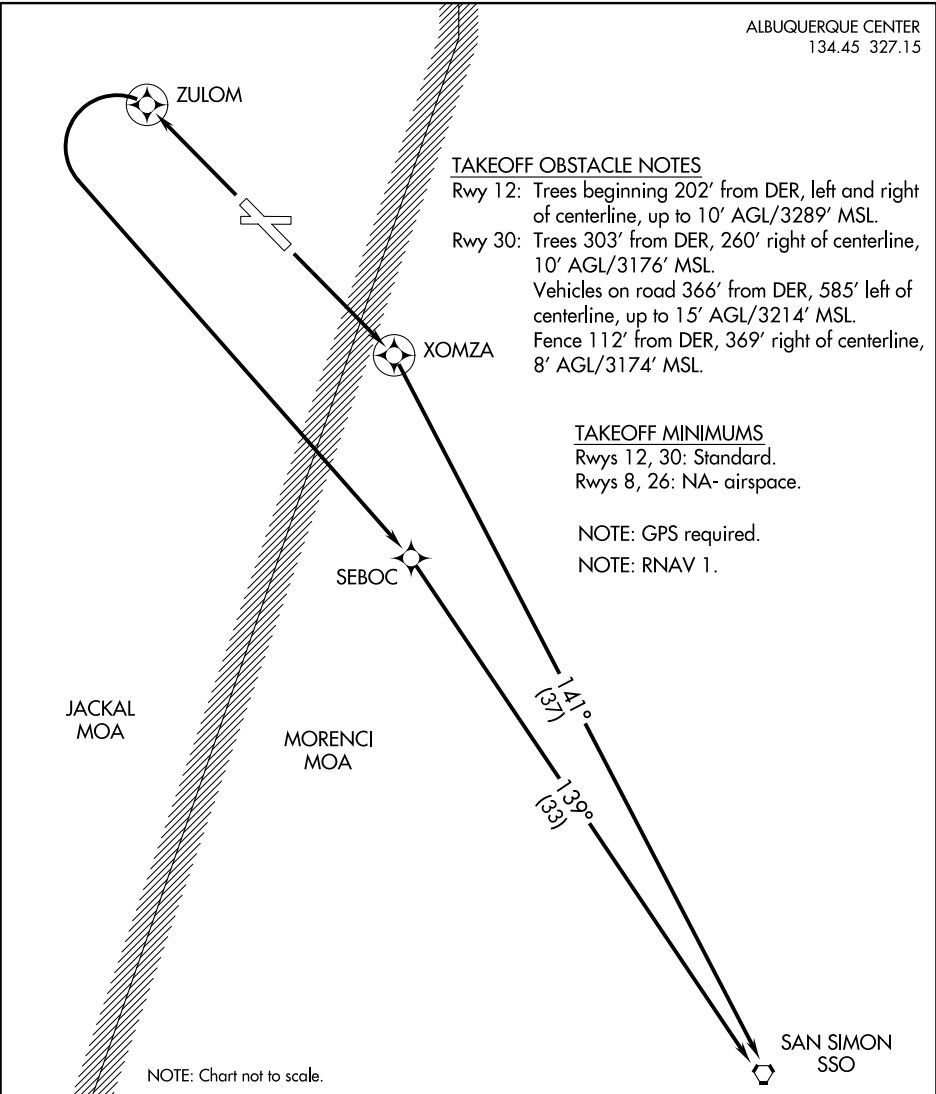 ALBUQUERQUE CENTER
134.45 327.15
ZULOM
TAKEOFF OBSTACLE NOTES
Rwy 12: Trees beginning 202’ from DER, left and right
of centerline, up to 10’ AGL/3289’ MSL.
Rwy 30: Trees 303’ from DER, 260’ right of centerline,
10’ AGL/3176’ MSL.
Vehicles on road 366’ from DER, 585’ left of
centerline, up to 15’ AGL/3214’ MSL.
Fence 112’ from DER, 369’ right of centerline,
8’ AGL/3174’ MSL.
XOMZA
TAKEOFF MINIMUMS
Rwys 12, 30: Standard.
Rwys 8, 26: NA- airspace.
NOTE: GPS required.
NOTE: RNAV 1.
SEBOC
141°
(37)
JACKAL
MOA
MORENCI
MOA
139°
(33)
SAN SIMON
SSO
NOTE: Chart not to scale.